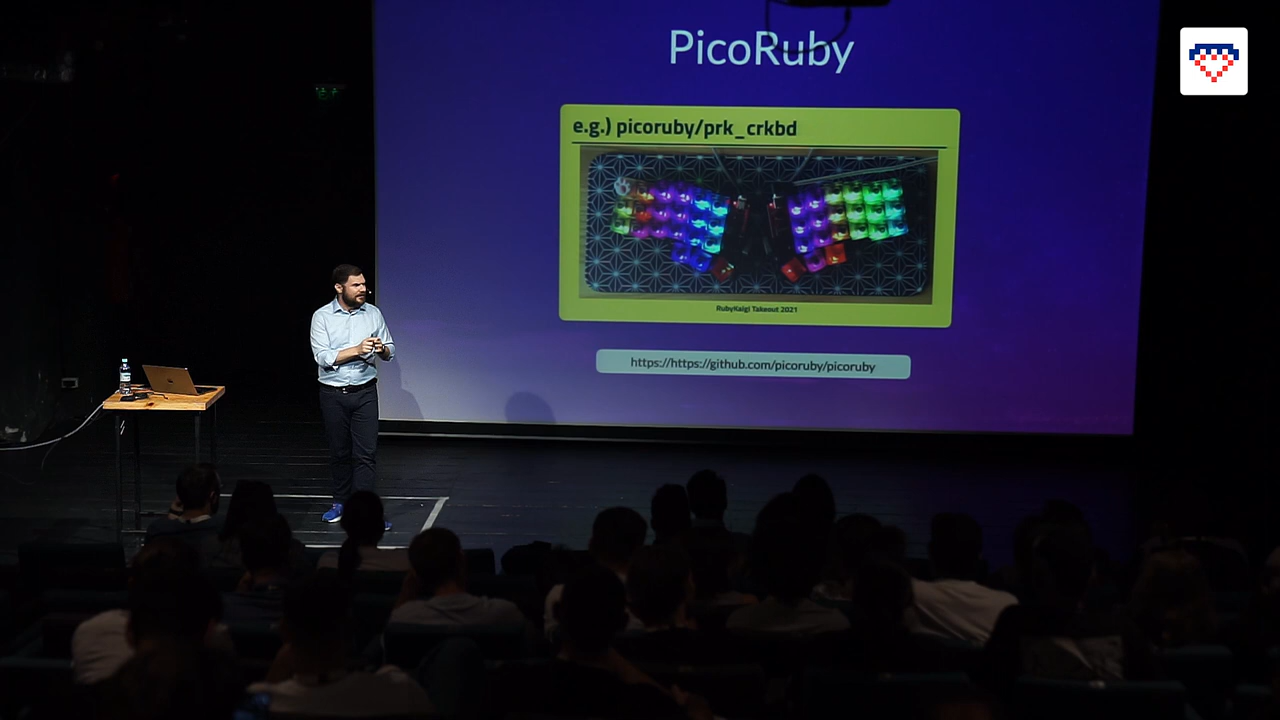 PicoRuby
e.g.) picoruby/prk_crkbd
RubyKaigi Takeout 2021
https://https://github.com/picoruby/picoruby